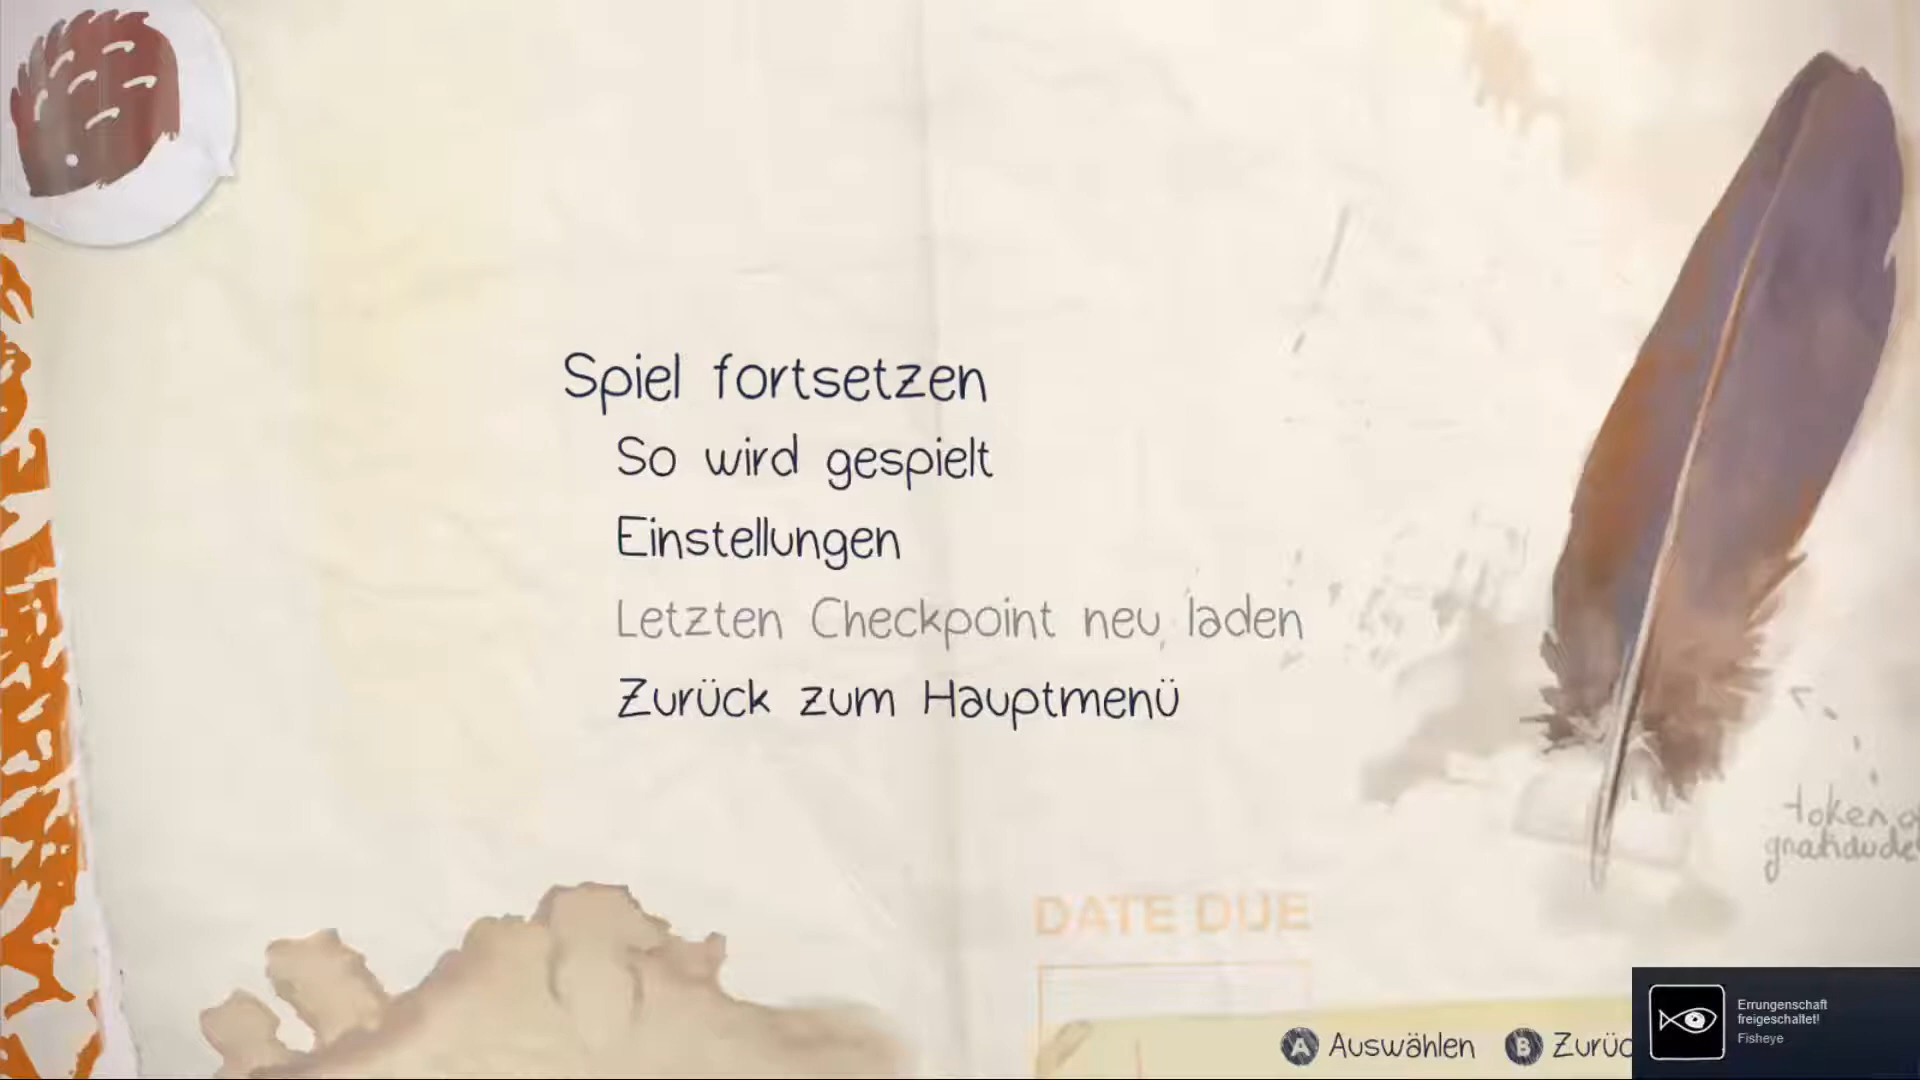 Spiel fortsetzen
So wird gespielt
Einstellungen
Letzten Checkpoint neu laden
Zurück zum Hauptmenü
token
DATE DUE
A Auswählen B
Errungenschaft
freigeschaltet!
Fisheye